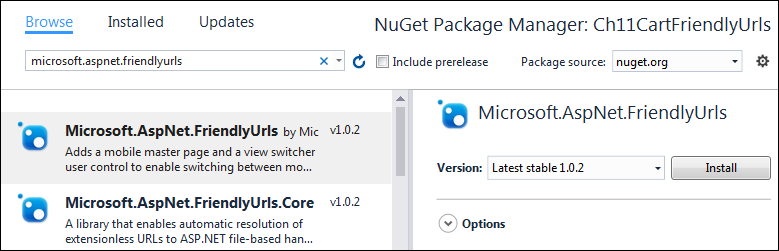 Browse Installed Updates
NuGet Package Manager: Ch11CartFriendlyUrls
microsoft.aspnet.friendlyurls
Include prerelease
Package source: nuget.org
Microsoft.AspNet.FriendlyUrls by Mic v1.0.2
Adds a mobile master page and a view switcher
user control to enable switching between mo...
Microsoft.AspNet.FriendlyUrls.Core v1.0.2
A library that enables automatic resolution of
extensionless URLs to ASP.NET file-based han...
Microsoft.AspNet.FriendlyUrls
Version: Latest stable 1.0.2 Install
Options